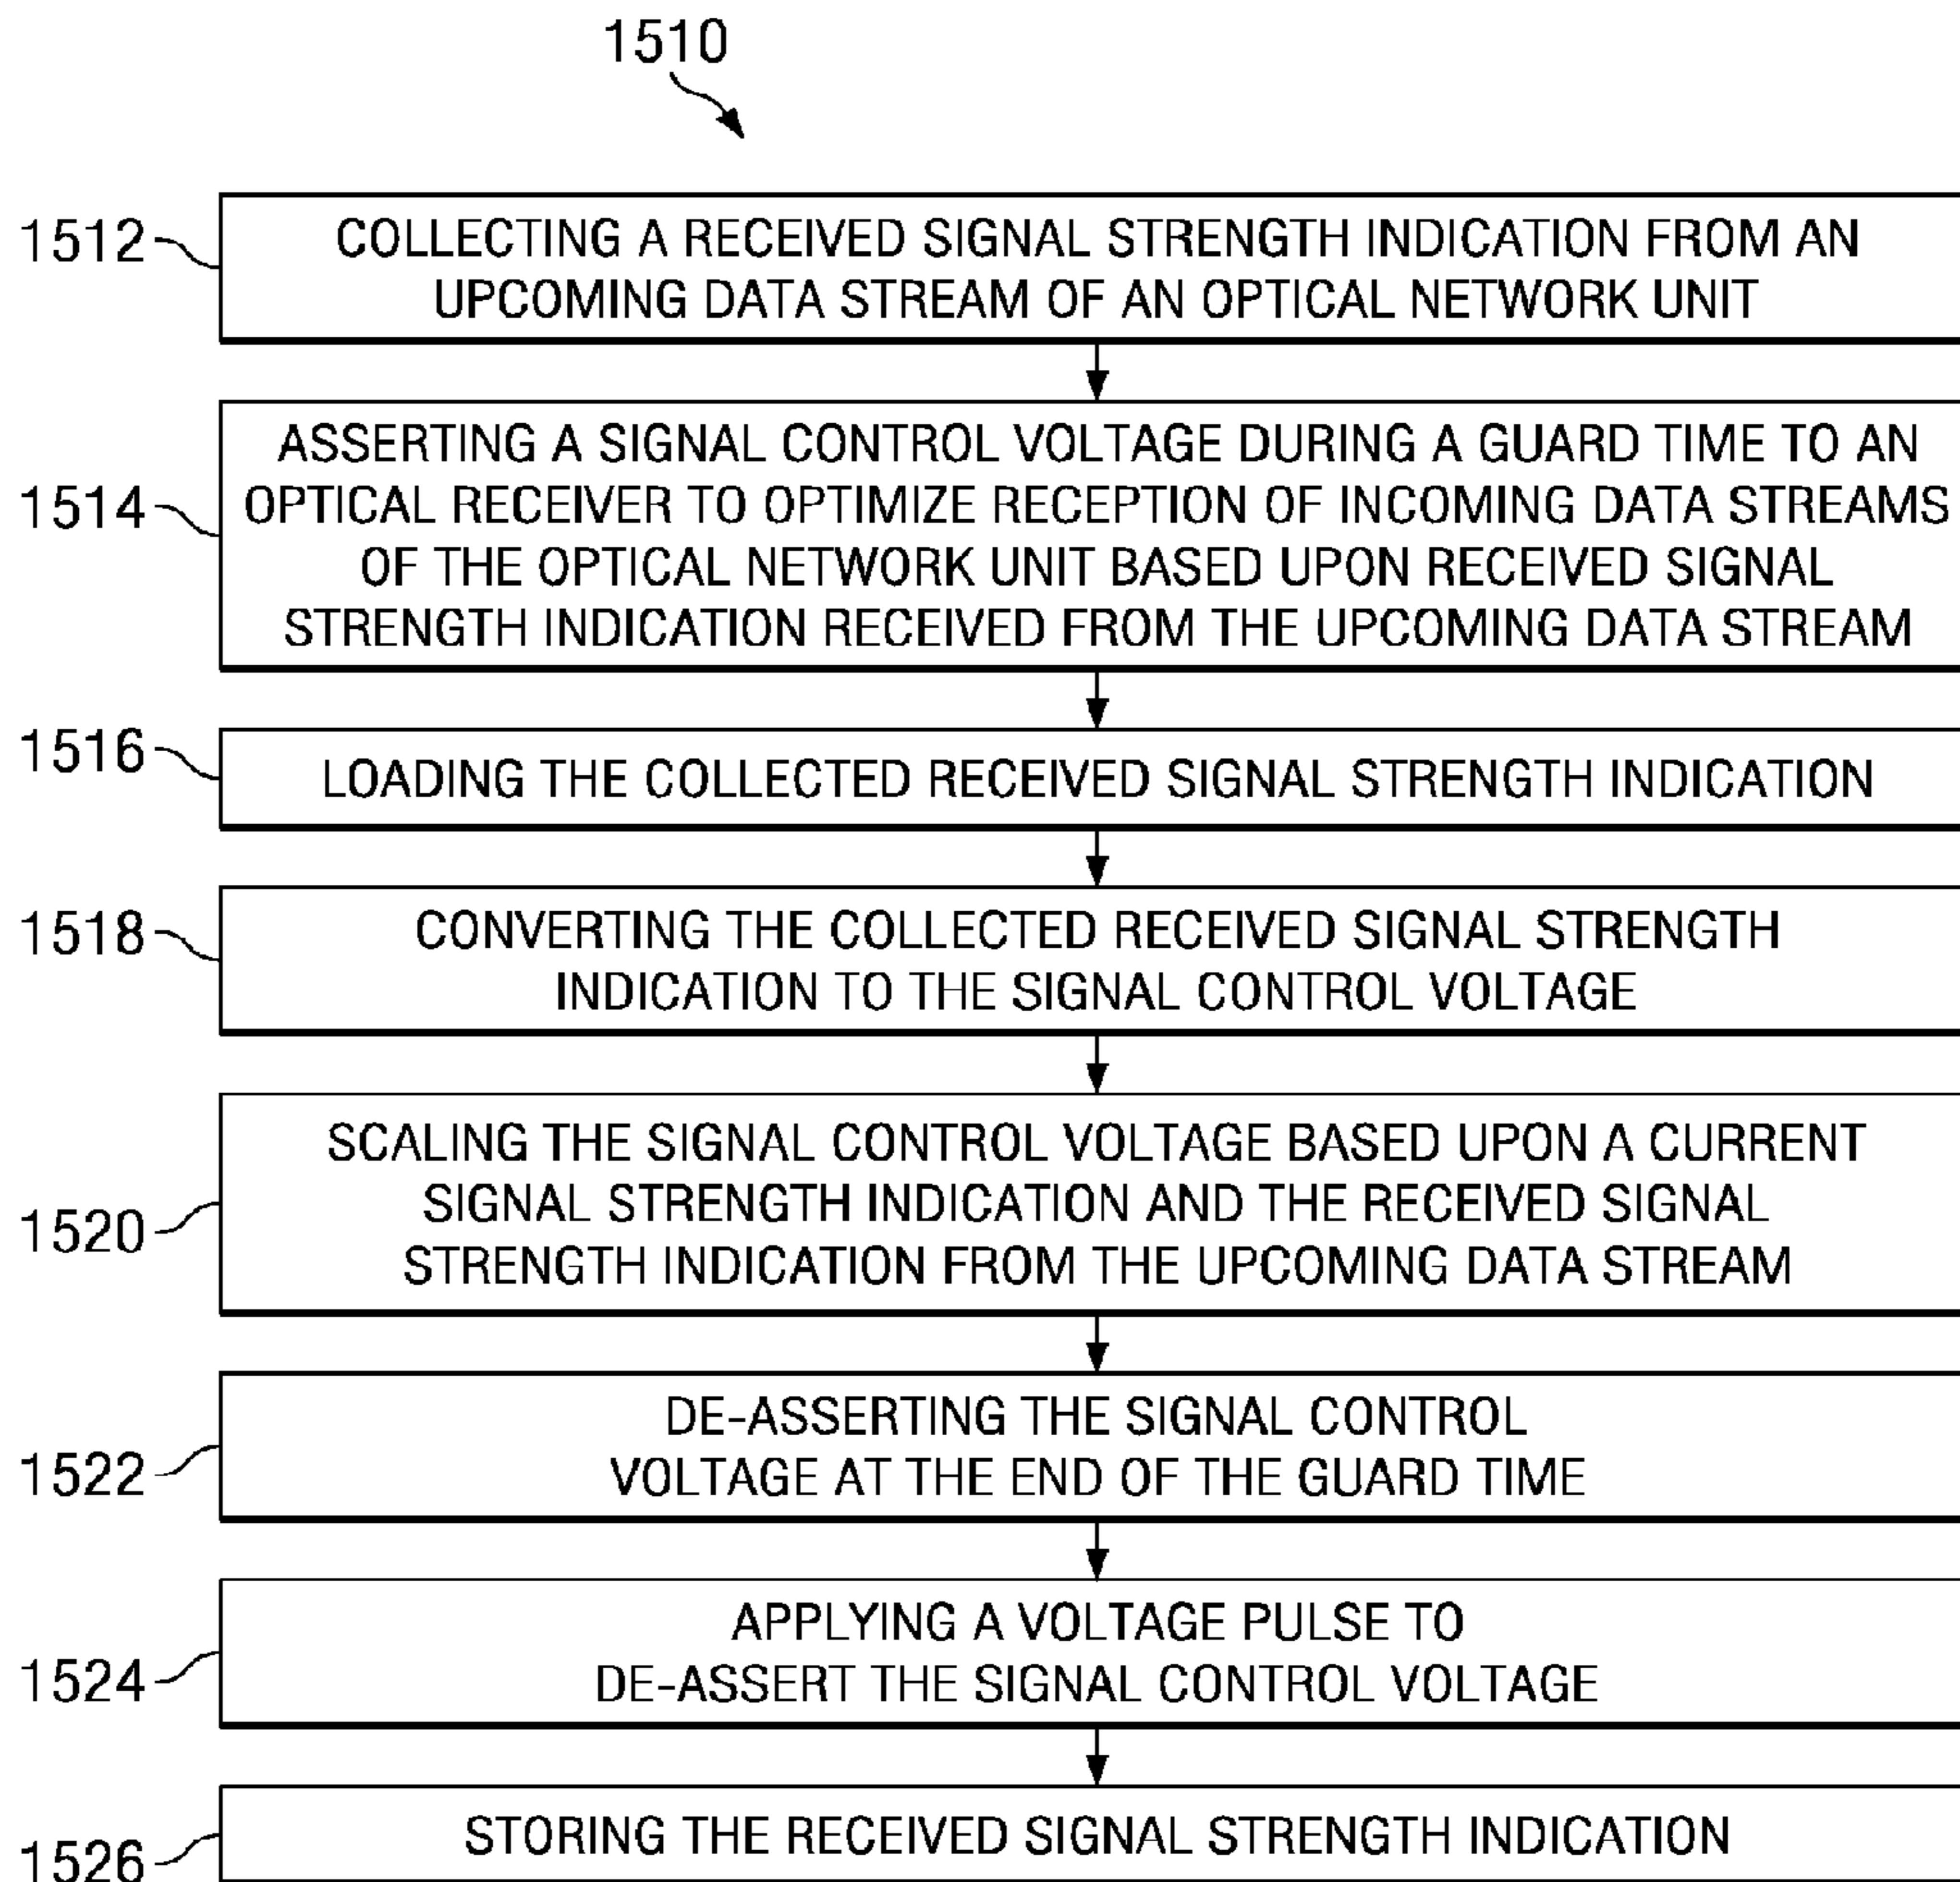 1510
1512
COLLECTING A RECEIVED SIGNAL STRENGTH INDICATION FROM AN
UPCOMING DATA STREAM OF AN OPTICAL NETWORK UNIT
1514
ASSERTING A SIGNAL CONTROL VOLTAGE DURING A GUARD TIME TO AN
OPTICAL RECEIVER TO OPTIMIZE RECEPTION OF INCOMING DATA STREAMS
OF THE OPTICAL NETWORK UNIT BASED UPON RECEIVED SIGNAL
STRENGTH INDICATION RECEIVED FROM THE UPCOMING DATA STREAM
1516
LOADING THE COLLECTED RECEIVED SIGNAL STRENGTH INDICATION
1518
CONVERTING THE COLLECTED RECEIVED SIGNAL STRENGTH
INDICATION TO THE SIGNAL CONTROL VOLTAGE
1520
SCALING THE SIGNAL CONTROL VOLTAGE BASED UPON A CURRENT
SIGNAL STRENGTH INDICATION AND THE RECEIVED SIGNAL
STRENGTH INDICATION FROM THE UPCOMING DATA STREAM
1522
DE-ASSERTING THE SIGNAL CONTROL
VOLTAGE AT THE END OF THE GUARD TIME
1524
APPLYING A VOLTAGE PULSE TO
DE-ASSERT THE SIGNAL CONTROL VOLTAGE
1526
STORING THE RECEIVED SIGNAL STRENGTH INDICATION